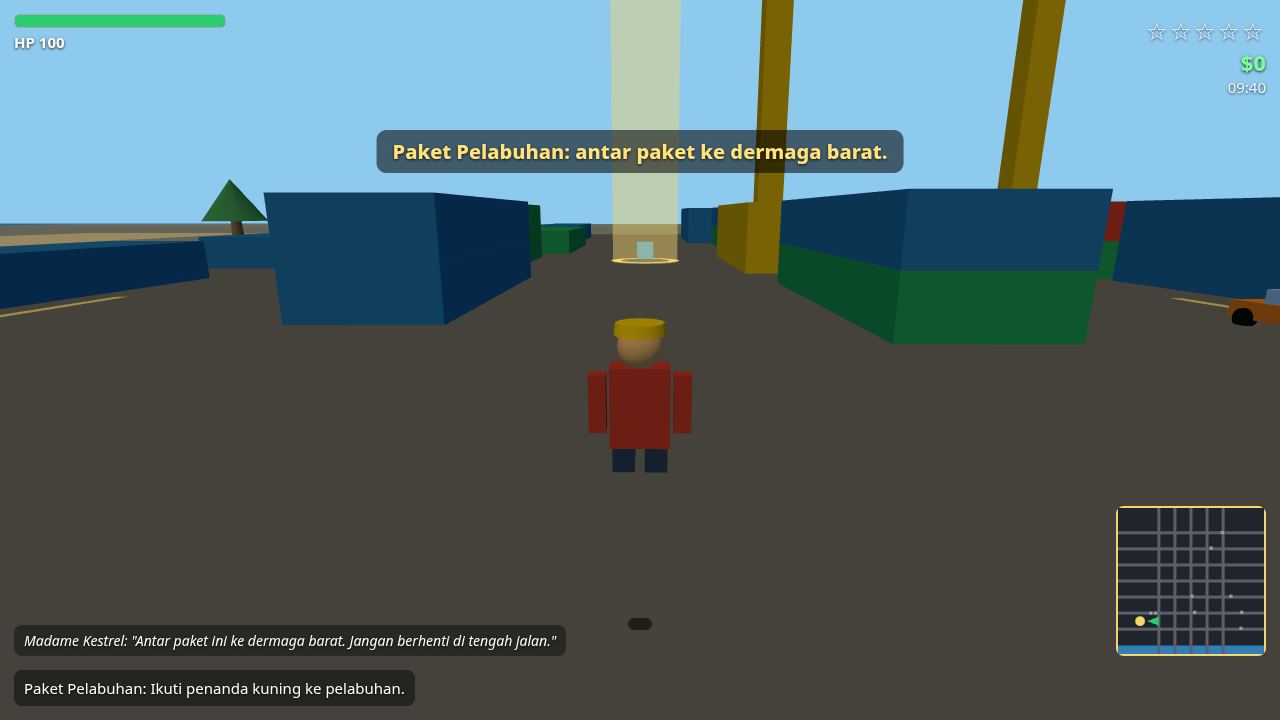 HP 100
☆☆☆☆☆
$0
09:40
Paket Pelabuhan: antar paket ke dermaga barat.
Madame Kestrel: "Antar paket ini ke dermaga barat. Jangan berhenti di tengah jalan."
Paket Pelabuhan: Ikuti penanda kuning ke pelabuhan.